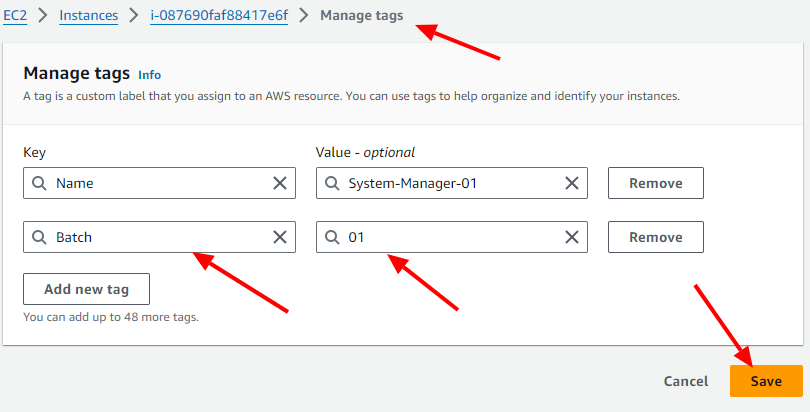 EC2 > Instances > i-087690faf88417e6f > Manage tags
Manage tags Info
A tag is a custom label that you assign to an AWS resource. You can use tags to help organize and identify your instances.
Key Value - optional
Name System-Manager-01 Remove
Batch 01 Remove
Add new tag
You can add up to 48 more tags.
Cancel Save